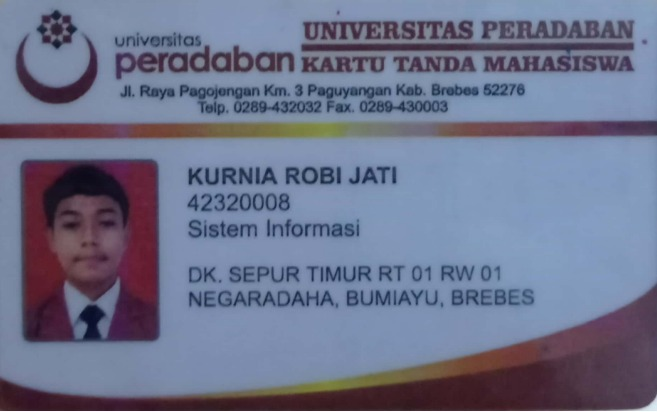 universitas
peradaban
UNIVERSITAS PERADABAN
KARTU TANDA MAHASISWA
Jl. Raya Pagojengan Km. 3 Paguyangan Kab. Brebes 52276
Telp. 0289-432032 Fax. 0289-430003
KURNIA ROBI JATI
42320008
Sistem Informasi
DK. SEPUR TIMUR RT 01 RW 01
NEGARADAHA, BUMIAYU, BREBES